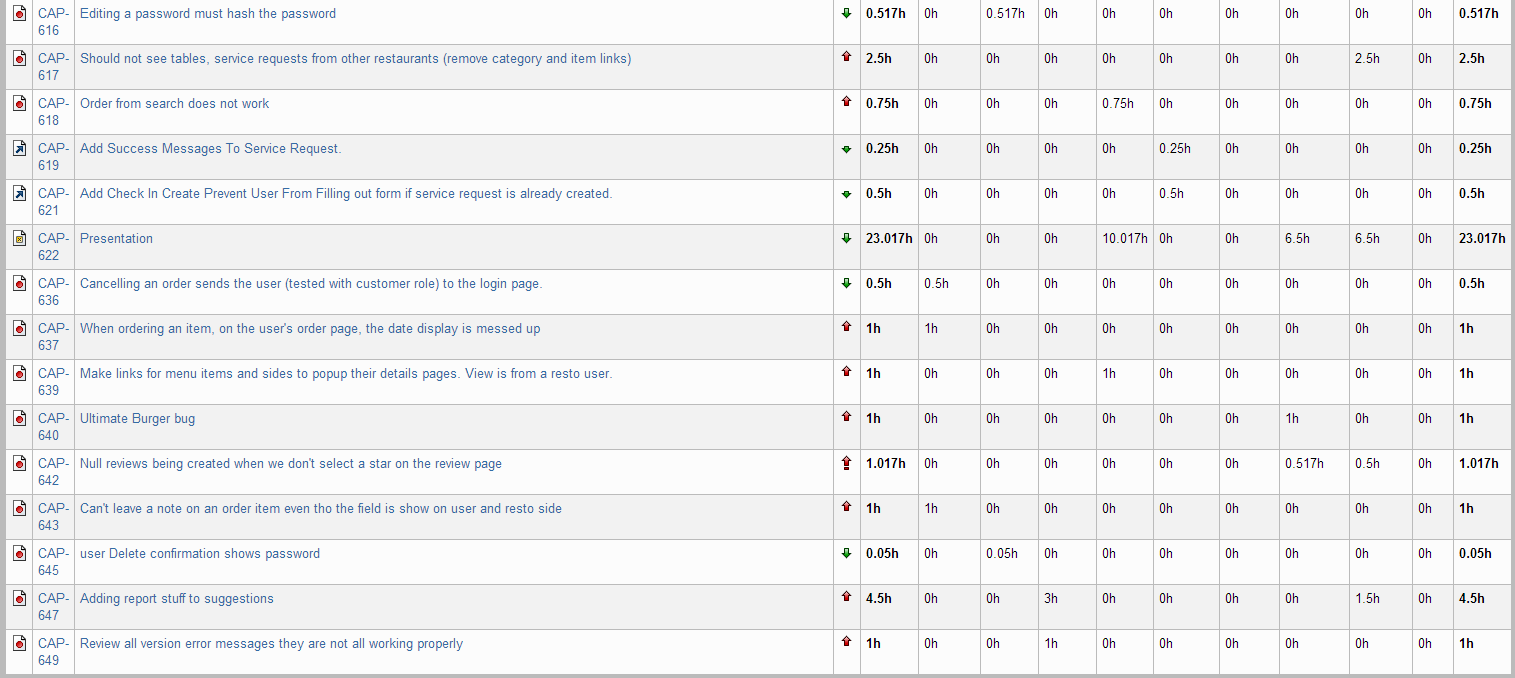 CAP- Editing a password must hash the password 0.517h 0h 0.517h 0h 0h 0h 0h 0h 0h 0h 0.517h
616
CAP- Should not see tables, service requests from other restaurants (remove category and item links) 2.5h 0h 0h 0h 0h 0h 0h 0h 2.5h 0h 2.5h
617
CAP- Order from search does not work 0.75h 0h 0h 0h 0.75h 0h 0h 0h 0h 0h 0.75h
618
CAP- Add Success Messages To Service Request. 0.25h 0h 0h 0h 0h 0.25h 0h 0h 0h 0h 0.25h
619
CAP- Add Check In Create Prevent User From Filling out form if service request is already created. 0.5h 0h 0h 0h 0h 0.5h 0h 0h 0h 0h 0.5h
621
CAP- Presentation 23.017h 0h 0h 0h 10.017h 0h 0h 6.5h 6.5h 0h 23.017h
622
CAP- Cancelling an order sends the user (tested with customer role) to the login page. 0.5h 0.5h 0h 0h 0h 0h 0h 0h 0h 0h 0.5h
636
CAP- When ordering an item, on the user's order page, the date display is messed up 1h 1h 0h 0h 0h 0h 0h 0h 0h 0h 1h
637
CAP- Make links for menu items and sides to popup their details pages. View is from a resto user. 1h 0h 0h 0h 1h 0h 0h 0h 0h 0h 1h
639
CAP- Ultimate Burger bug 1h 0h 0h 0h 0h 0h 0h 1h 0h 0h 1h
640
CAP- Null reviews being created when we don't select a star on the review page 1.017h 0h 0h 0h 0h 0h 0h 0.517h 0.5h 0h 1.017h
642
CAP- Can't leave a note on an order item even tho the field is show on user and resto side 1h 1h 0h 0h 0h 0h 0h 0h 0h 0h 1h
643
CAP- user Delete confirmation shows password 0.05h 0h 0.05h 0h 0h 0h 0h 0h 0h 0h 0.05h
645
CAP- Adding report stuff to suggestions 4.5h 0h 0h 3h 0h 0h 0h 0h 1.5h 0h 4.5h
647
CAP- Review all version error messages they are not all working properly 1h 0h 0h 1h 0h 0h 0h 0h 0h 0h 1h
649